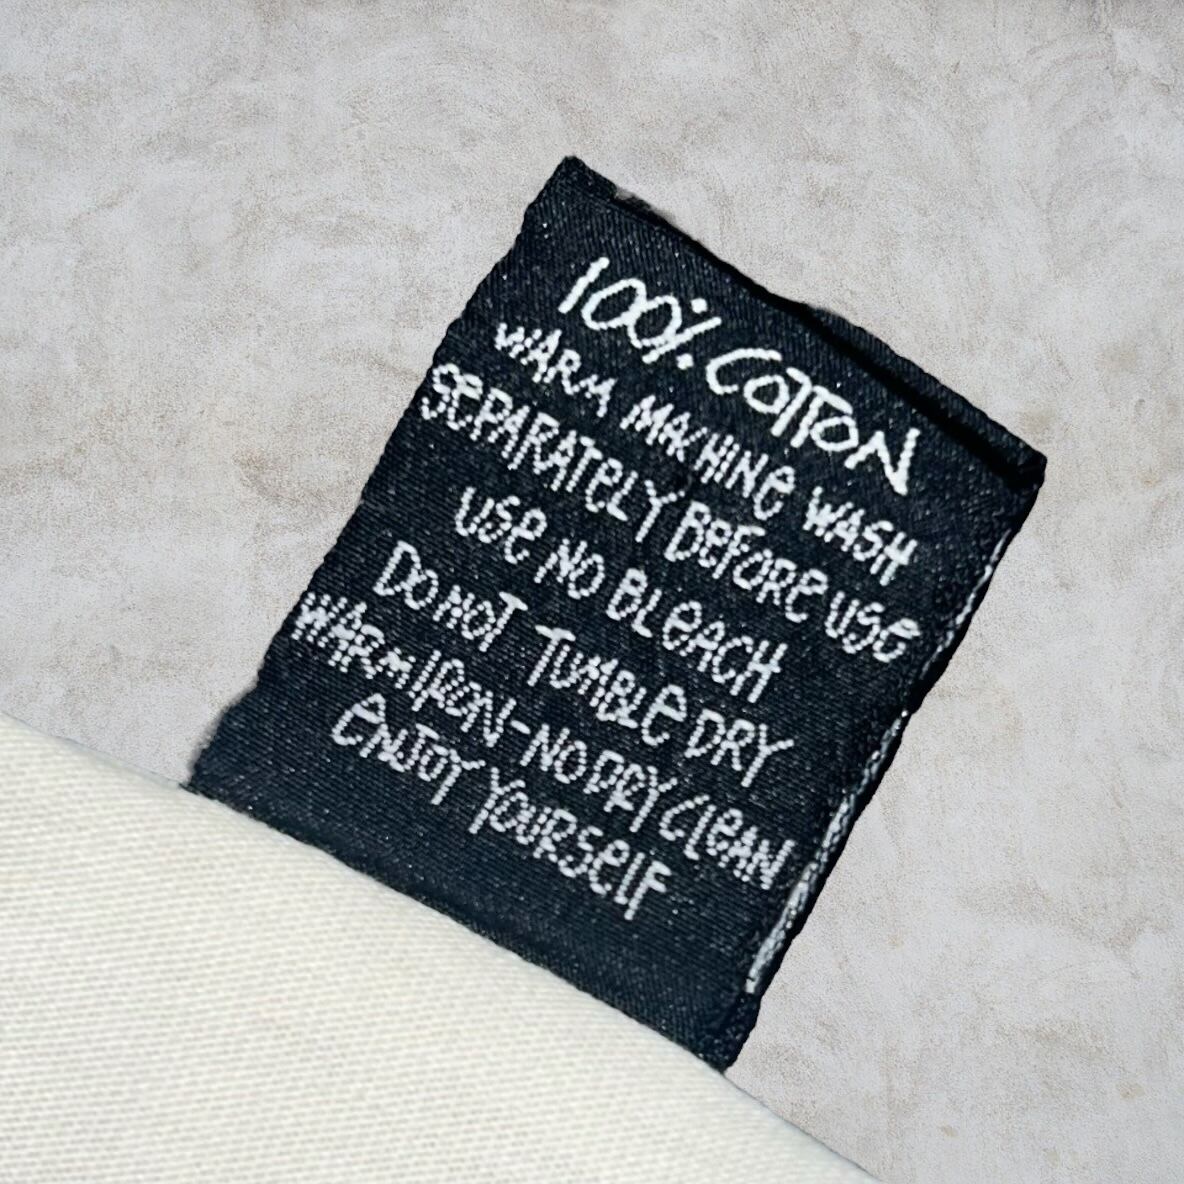 100% COTTON
WARM MACHINE WASH
SEPARATELY BEFORE USE
USE NO BLEACH
DO NOT TUMBLE DRY
WARM IRON-NO DRY CLEAN
ENJOY YOURSELF